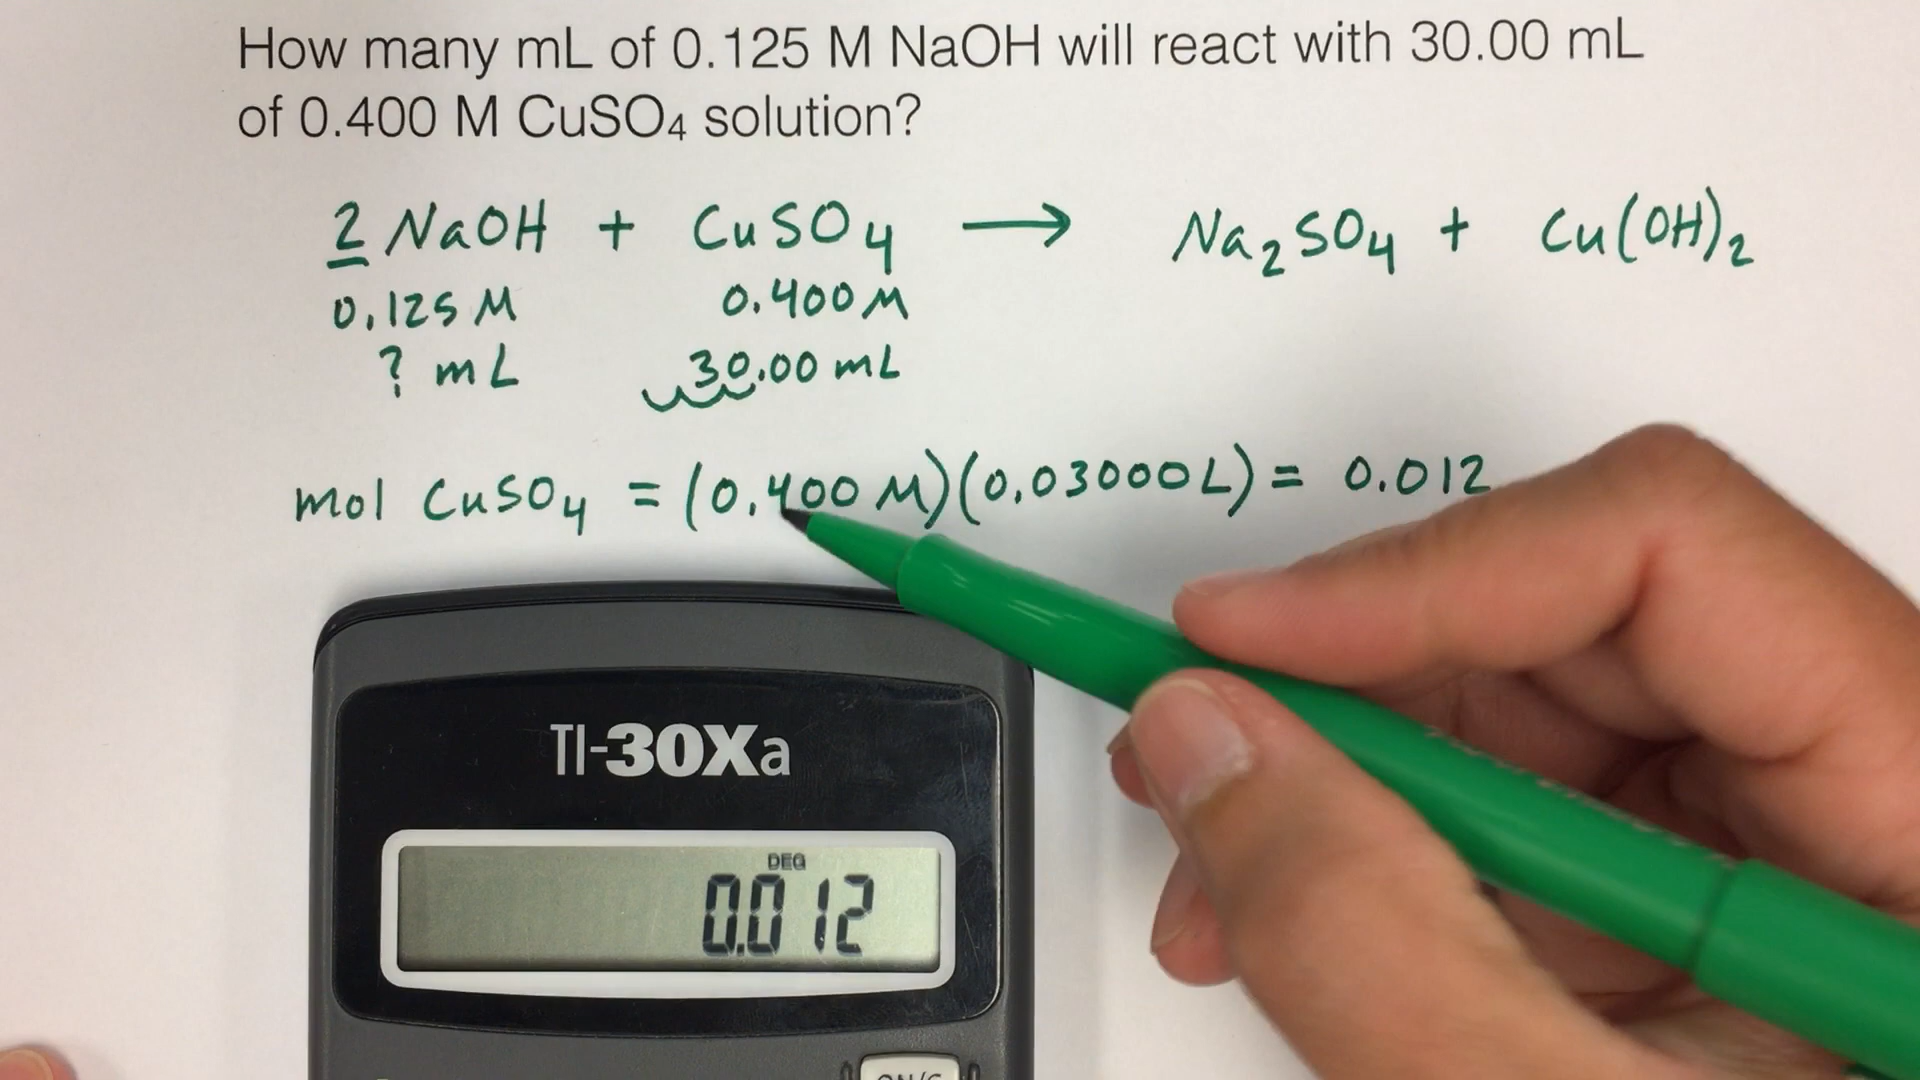 How many mL of 0.125 M NaOH will react with 30.00 mL
of 0.400 M CuSO₄ solution?
2 NaOH + CuSO₄ → Na₂SO₄ + Cu(OH)₂
0.125 M 0.400 M
? mL 30.00 mL
mol CuSO₄ = (0.400 M)(0.03000 L) = 0.012
TI-30Xa
DEG
0.012
ON/C